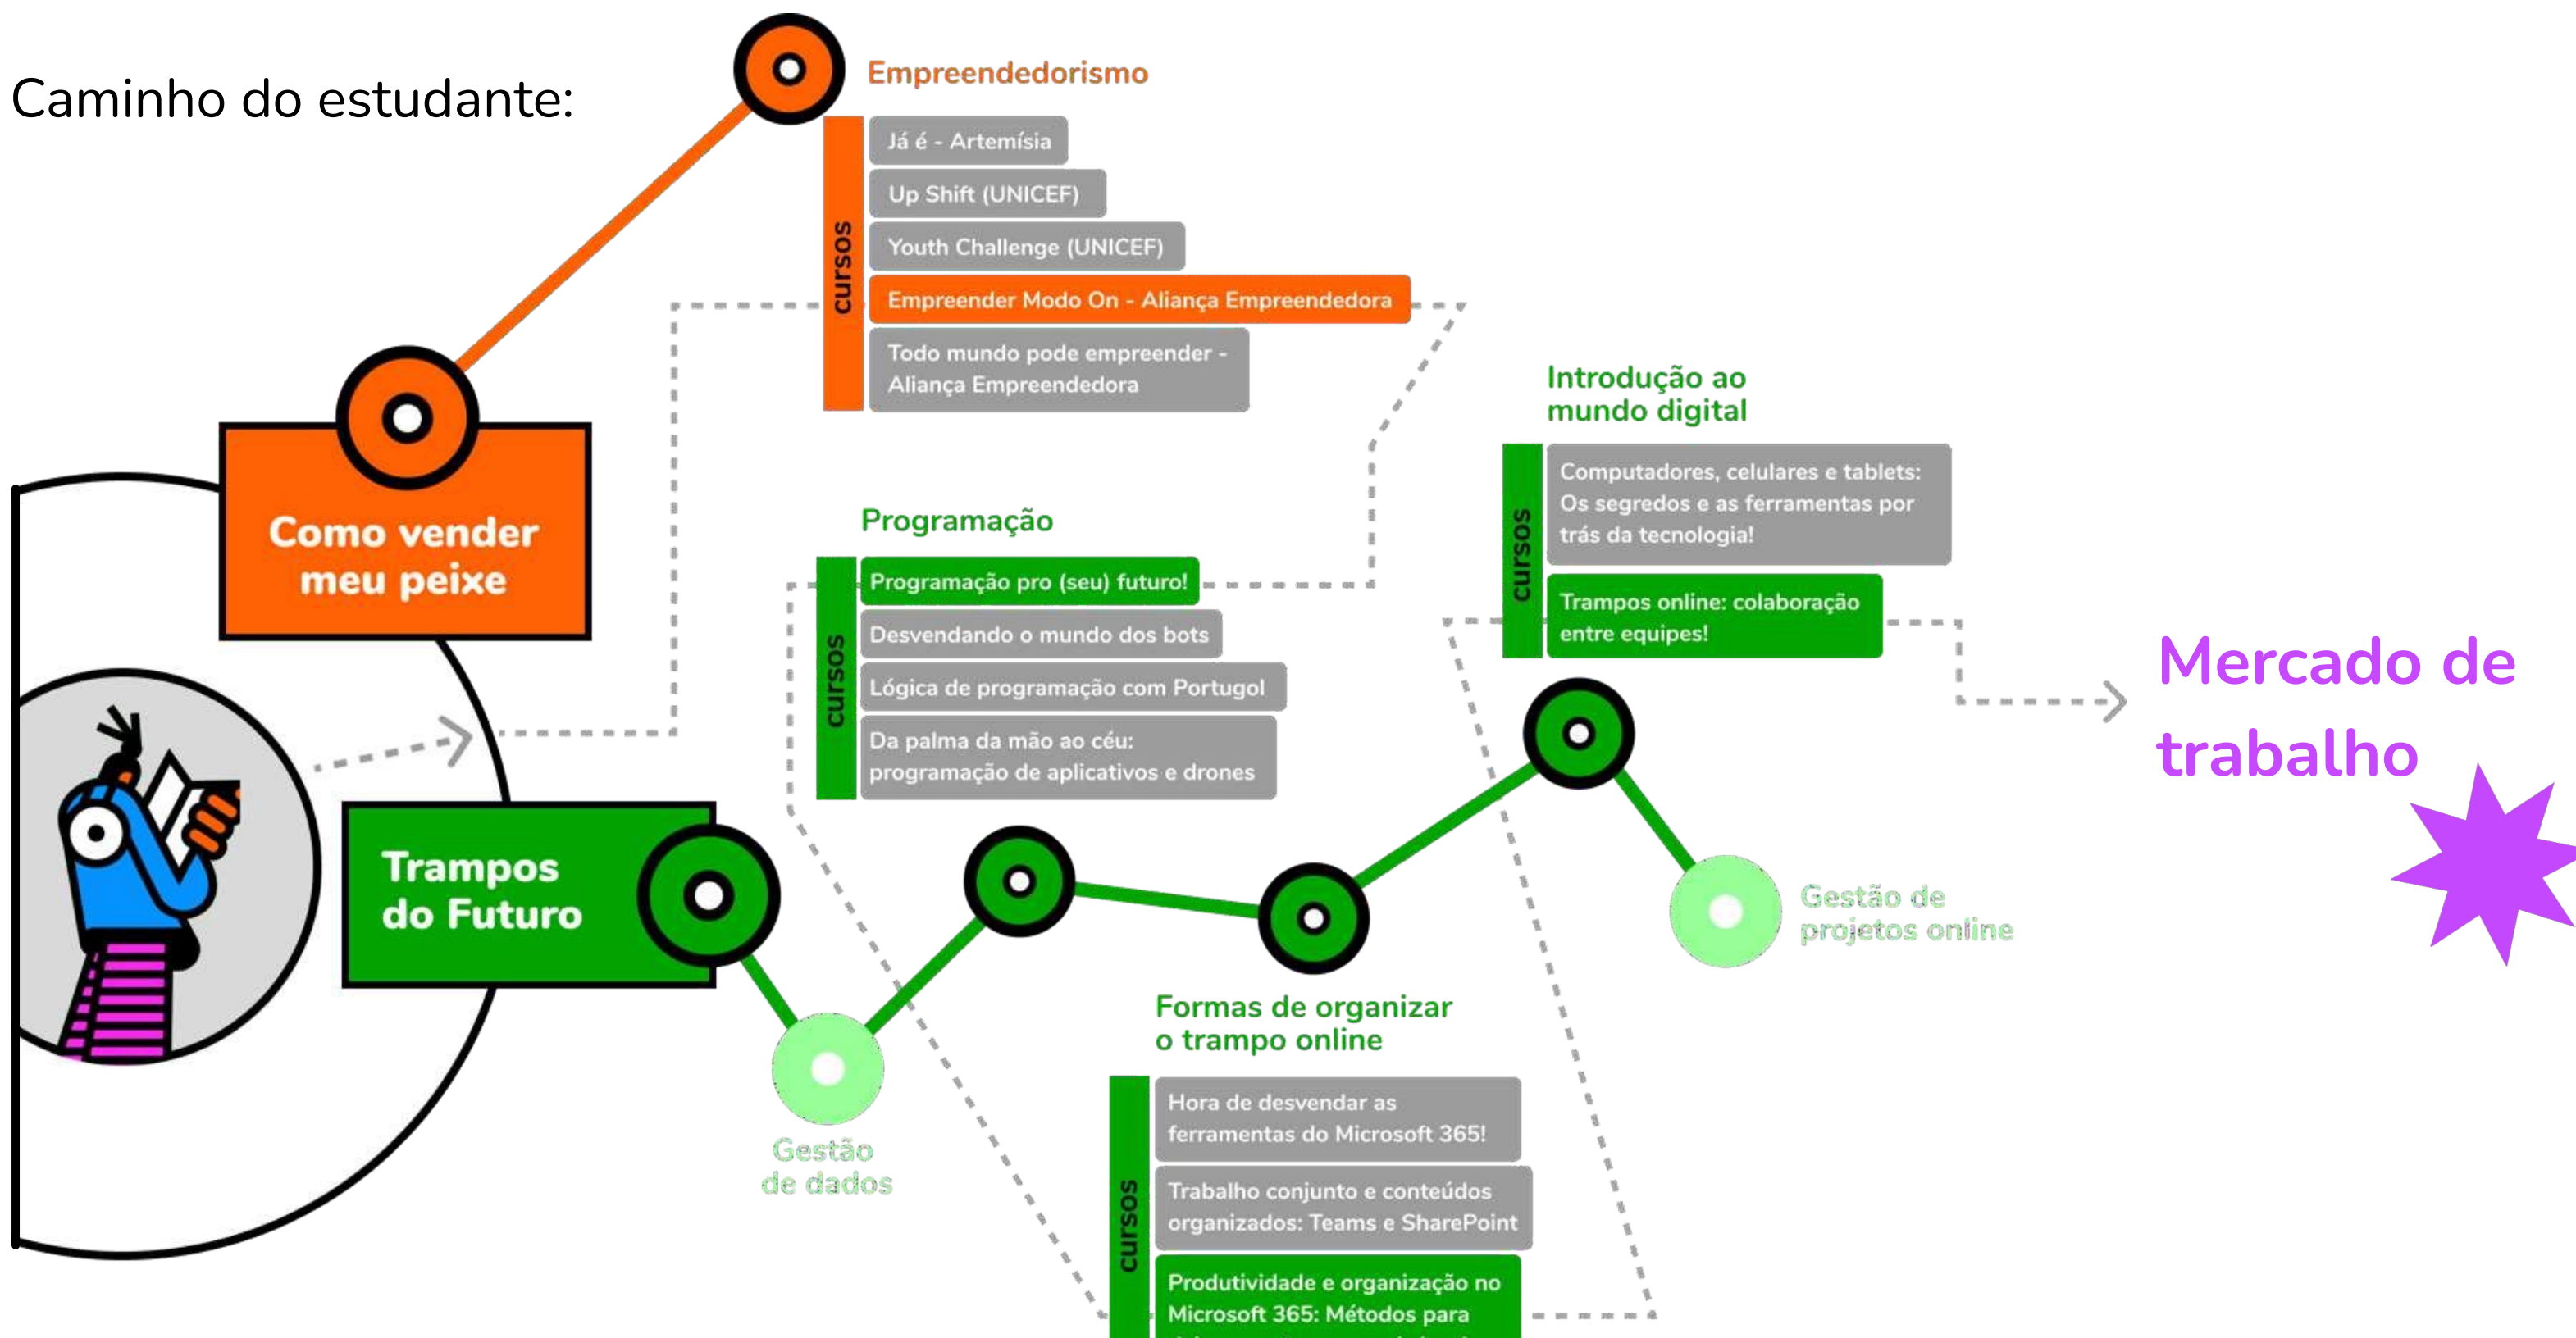 Caminho do estudante:
Empreendedorismo
cursos
Já é - Artemísia
Up Shift (UNICEF)
Youth Challenge (UNICEF)
Empreender Modo On - Aliança Empreendedora
Todo mundo pode empreender -
Aliança Empreendedora
Como vender
meu peixe
Programação
cursos
Programação pro (seu) futuro!
Desvendando o mundo dos bots
Lógica de programação com Portugol
Da palma da mão ao céu:
programação de aplicativos e drones
Introdução ao
mundo digital
cursos
Computadores, celulares e tablets:
Os segredos e as ferramentas por
trás da tecnologia!
Trampos online: colaboração
entre equipes!
Mercado de
trabalho
Trampos
do Futuro
Gestão
de dados
Formas de organizar
o trampo online
cursos
Hora de desvendar as
ferramentas do Microsoft 365!
Trabalho conjunto e conteúdos
organizados: Teams e SharePoint
Produtividade e organização no
Microsoft 365: Métodos para
Gestão de
projetos online